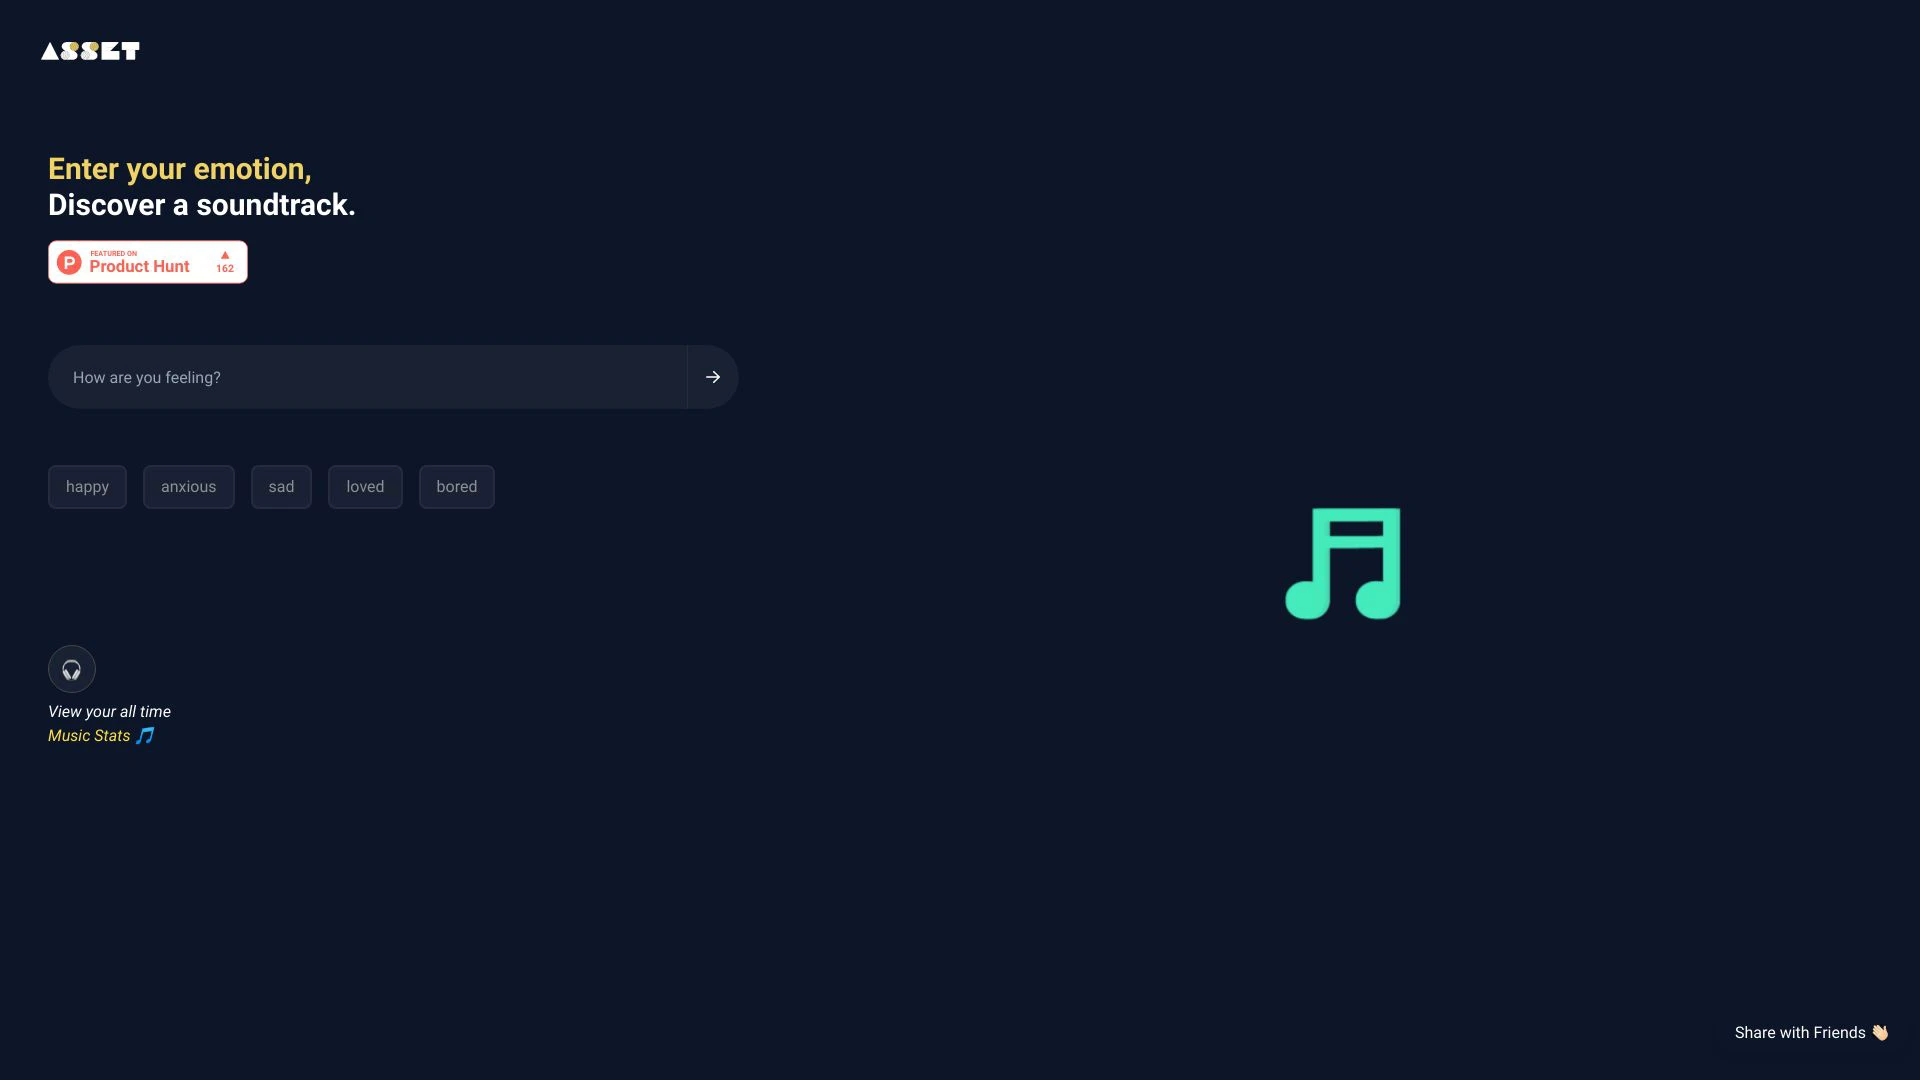 ASSET
Enter your emotion,
Discover a soundtrack.
FEATURED ON
Product Hunt
162
How are you feeling?
happy
anxious
sad
loved
bored
View your all time
Music Stats 🎵
Share with Friends 👋🏻